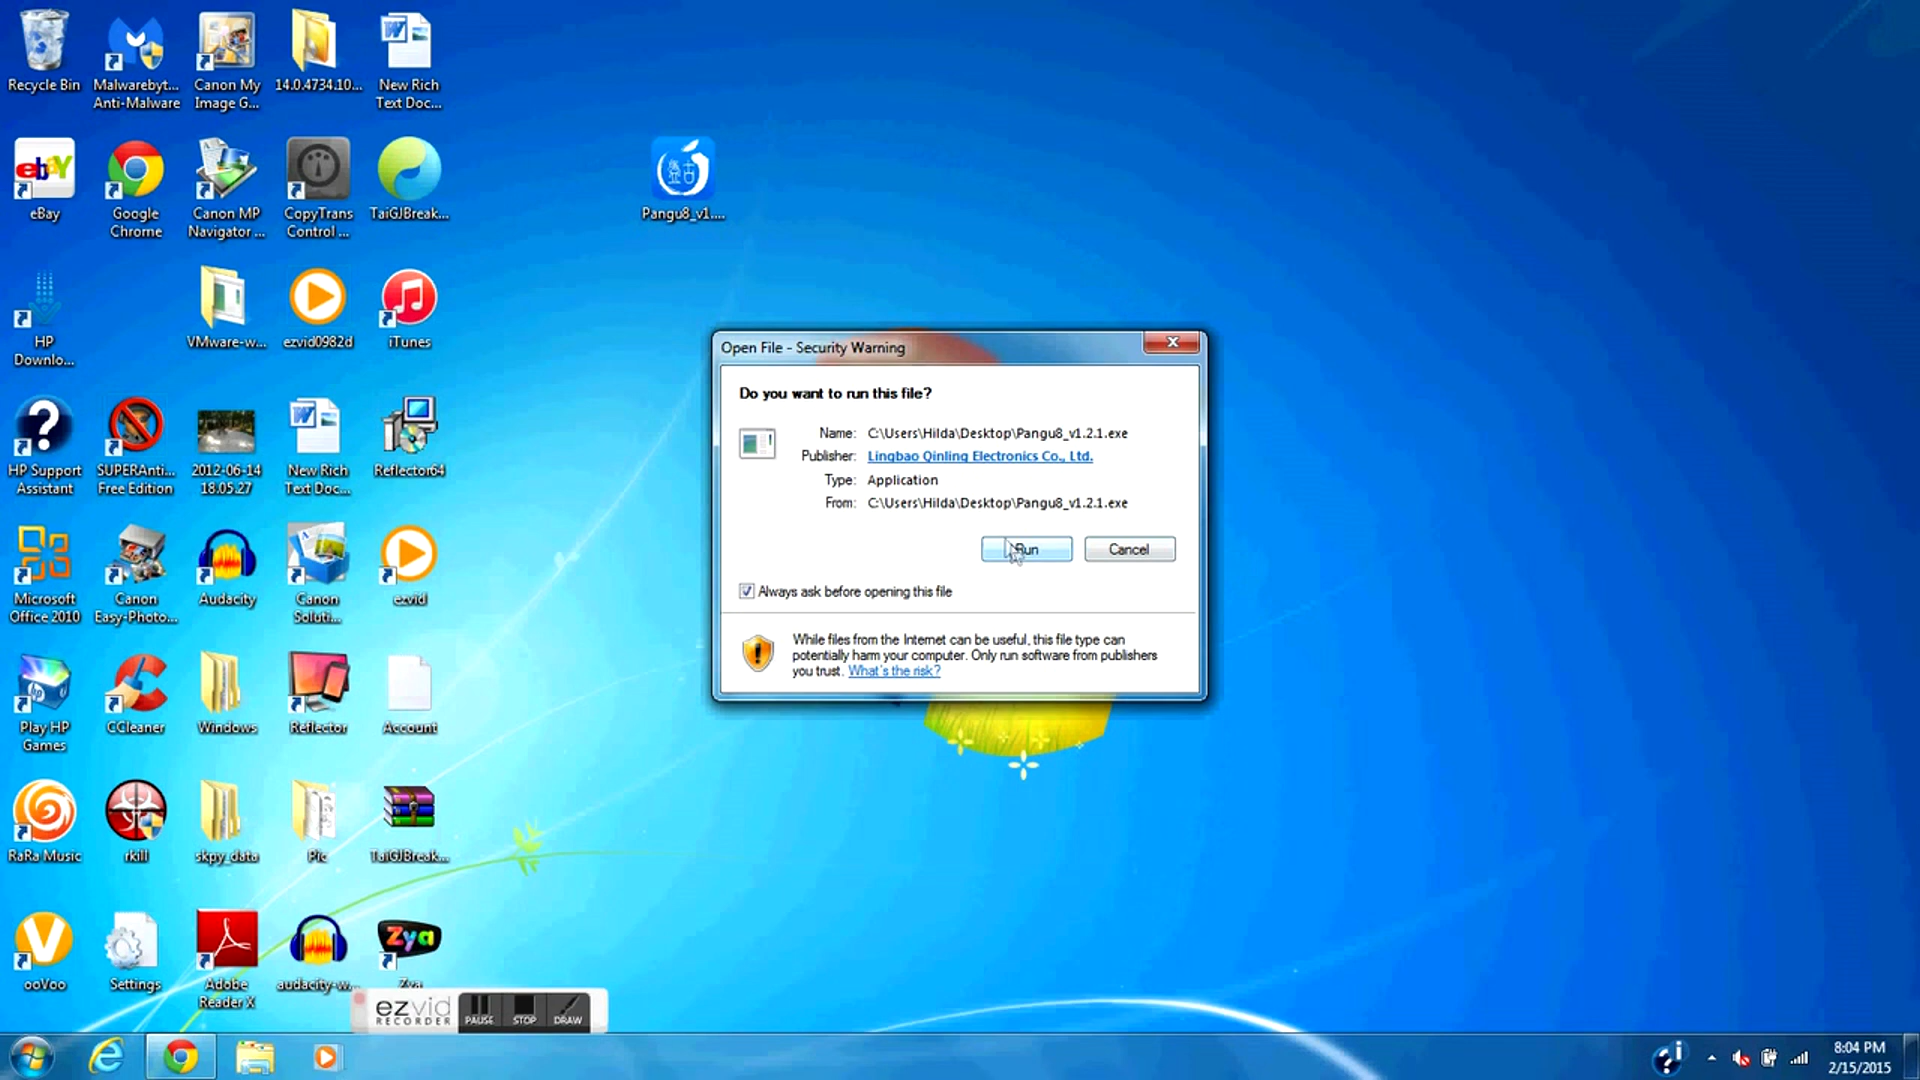 Recycle Bin
Malwarebyt...
Anti-Malware
Canon My
Image G...
14.0.4734.10...
New Rich
Text Doc...
ebay
eBay
Google
Chrome
Canon MP
Navigator ...
CopyTrans
Control ...
TaiGJBreak...
Pangu8_v1....
HP
Downlo...
VMware-w...
ezvid0982d
iTunes
HP Support
Assistant
SUPERAnti...
Free Edition
2012-06-14
18.05.27
New Rich
Text Doc...
Reflector64
Microsoft
Office 2010
Canon
Easy-Photo...
Audacity
Canon
Soluti...
ezvid
Play HP
Games
CCleaner
Windows
Reflector
Account
RaRa Music
rkill
skpy_data
Pic
TaiGJBreak...
ooVoo
Settings
Adobe
Reader X
audacity-w...
Zya
Zya
Open File - Security Warning
Do you want to run this file?
Name: C:\Users\Hilda\Desktop\Pangu8_v1.2.1.exe
Publisher: Lingbao Qinling Electronics Co., Ltd.
Type: Application
From: C:\Users\Hilda\Desktop\Pangu8_v1.2.1.exe
Run
Cancel
Always ask before opening this file
While files from the Internet can be useful, this file type can
potentially harm your computer. Only run software from publishers
you trust. What's the risk?
ezvid
RECORDER
PAUSE
STOP
DRAW
8:04 PM
2/15/2015